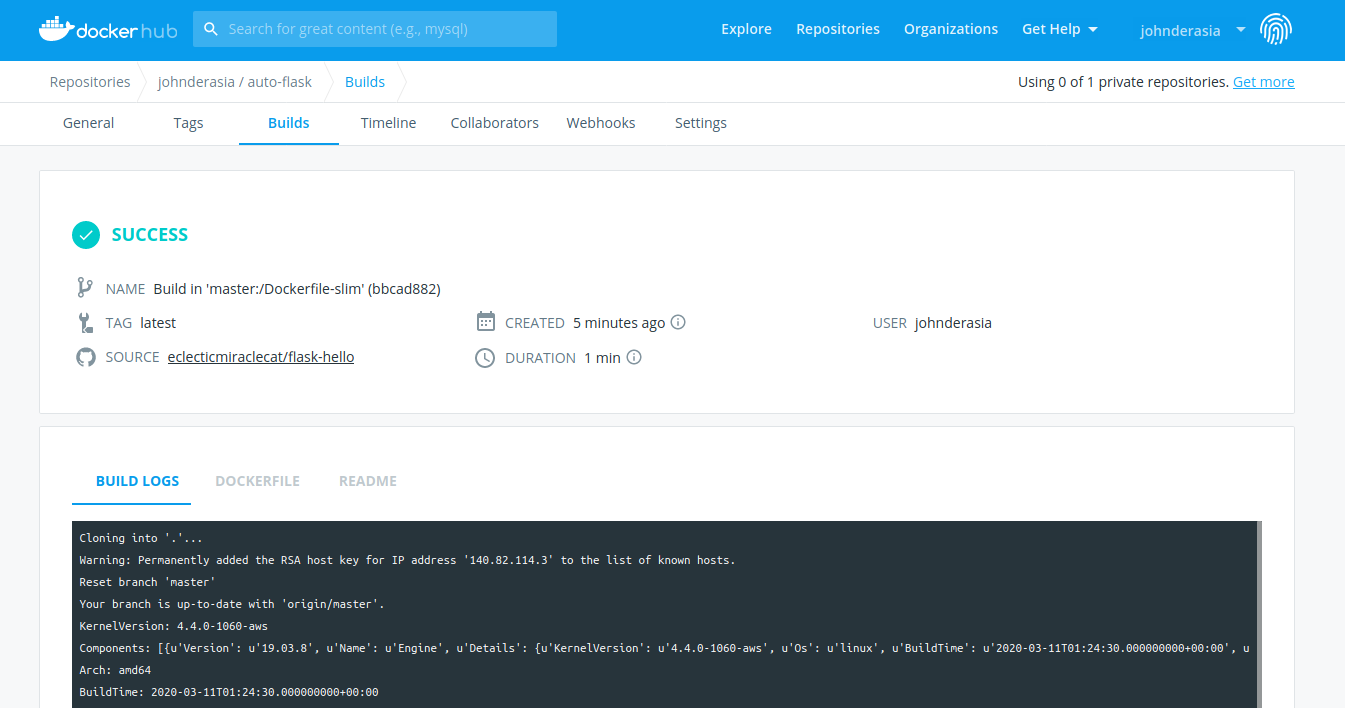 docker hub
Search for great content (e.g., mysql)
Explore Repositories Organizations Get Help johnderasia
Repositories johnderasia / auto-flask Builds Using 0 of 1 private repositories. Get more
General Tags Builds Timeline Collaborators Webhooks Settings
SUCCESS
NAME Build in 'master:/Dockerfile-slim' (bbcad882)
TAG latest CREATED 5 minutes ago USER johnderasia
SOURCE eclecticmiraclecat/flask-hello DURATION 1 min
BUILD LOGS DOCKERFILE README
Cloning into '.'...
Warning: Permanently added the RSA host key for IP address '140.82.114.3' to the list of known hosts.
Reset branch 'master'
Your branch is up-to-date with 'origin/master'.
KernelVersion: 4.4.0-1060-aws
Components: [{u'Version': u'19.03.8', u'Name': u'Engine', u'Details': {u'KernelVersion': u'4.4.0-1060-aws', u'Os': u'linux', u'BuildTime': u'2020-03-11T01:24:30.000000000+00:00', u
Arch: amd64
BuildTime: 2020-03-11T01:24:30.000000000+00:00